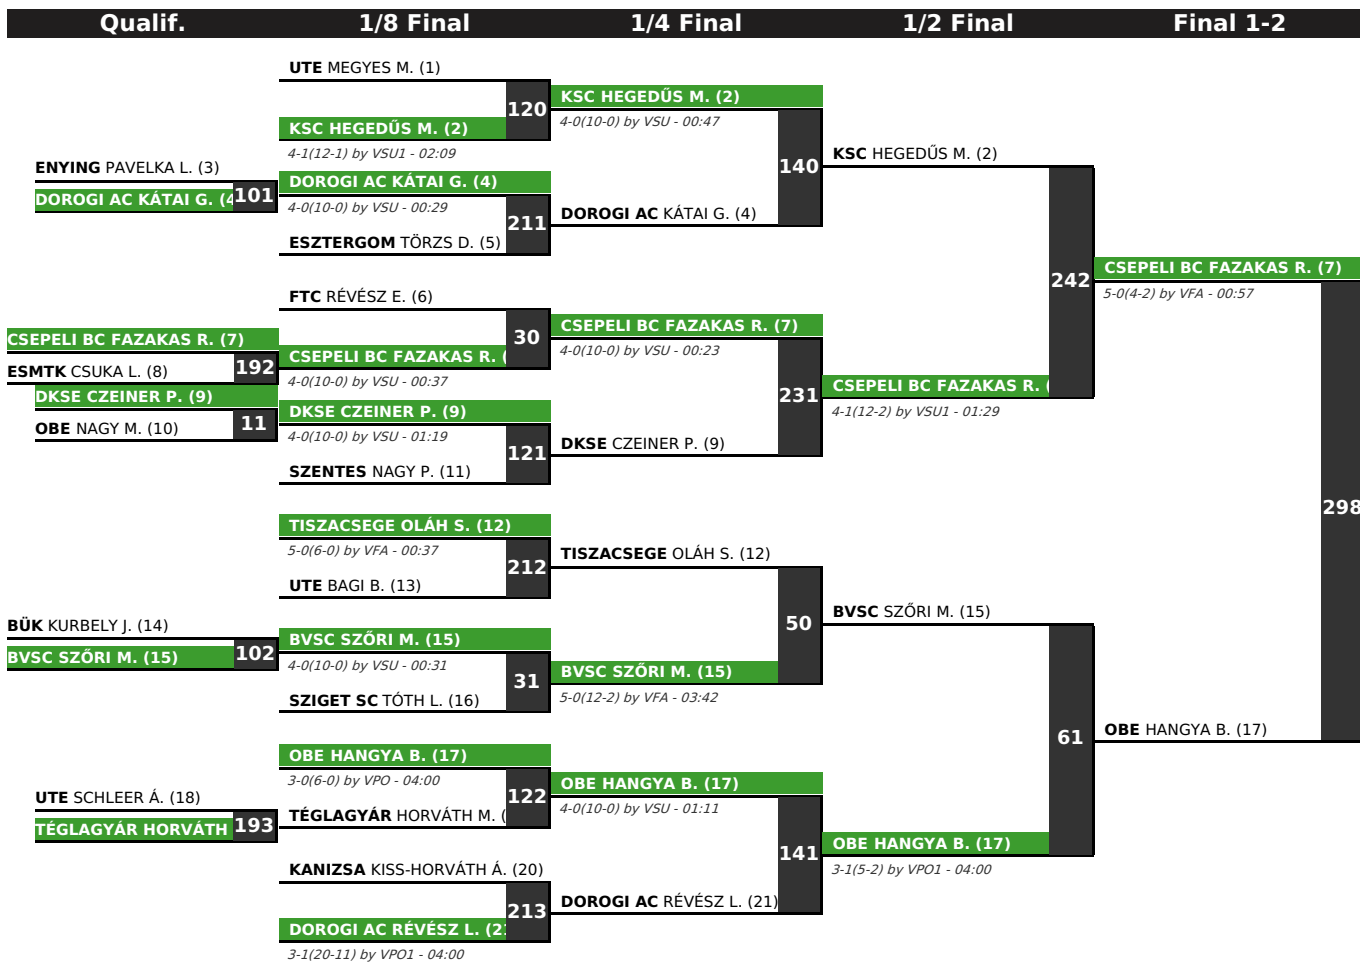 Qualif. 1/8 Final 1/4 Final 1/2 Final Final 1-2
ENYING PAVELKA L. (3)
DOROGI AC KÁTAI G. (4
101
CSEPELI BC FAZAKAS R. (7)
ESMTK CSUKA L. (8)
192
DKSE CZEINER P. (9)
OBE NAGY M. (10)
11
BÜK KURBELY J. (14)
BVSC SZŐRI M. (15)
102
UTE SCHLEER Á. (18)
TÉGLAGYÁR HORVÁTH
193
UTE MEGYES M. (1)
KSC HEGEDŰS M. (2)
120
4-1(12-1) by VSU1 - 02:09
DOROGI AC KÁTAI G. (4)
4-0(10-0) by VSU - 00:29
211
ESZTERGOM TÖRZS D. (5)
FTC RÉVÉSZ E. (6)
30
CSEPELI BC FAZAKAS R. (
4-0(10-0) by VSU - 00:37
DKSE CZEINER P. (9)
4-0(10-0) by VSU - 01:19
121
SZENTES NAGY P. (11)
TISZACSEGE OLÁH S. (12)
5-0(6-0) by VFA - 00:37
212
UTE BAGI B. (13)
BVSC SZŐRI M. (15)
4-0(10-0) by VSU - 00:31
31
SZIGET SC TÓTH L. (16)
OBE HANGYA B. (17)
3-0(6-0) by VPO - 04:00
122
TÉGLAGYÁR HORVÁTH M. (
KANIZSA KISS-HORVÁTH Á. (20)
213
DOROGI AC RÉVÉSZ L. (21
3-1(20-11) by VPO1 - 04:00
KSC HEGEDŰS M. (2)
4-0(10-0) by VSU - 00:47
140
DOROGI AC KÁTAI G. (4)
CSEPELI BC FAZAKAS R. (7)
4-0(10-0) by VSU - 00:23
231
DKSE CZEINER P. (9)
TISZACSEGE OLÁH S. (12)
50
BVSC SZŐRI M. (15)
5-0(12-2) by VFA - 03:42
OBE HANGYA B. (17)
4-0(10-0) by VSU - 01:11
141
DOROGI AC RÉVÉSZ L. (21)
KSC HEGEDŰS M. (2)
242
CSEPELI BC FAZAKAS R. (
4-1(12-2) by VSU1 - 01:29
BVSC SZŐRI M. (15)
61
OBE HANGYA B. (17)
3-1(5-2) by VPO1 - 04:00
CSEPELI BC FAZAKAS R. (7)
5-0(4-2) by VFA - 00:57
298
OBE HANGYA B. (17)